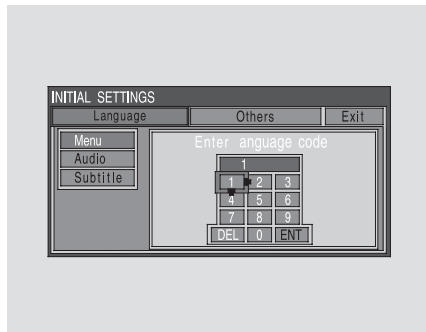 INITIAL SETTINGS
Language Others Exit
Menu
Audio
Subtitle
Enter anguage code
1
1 2 3
4 5 6
7 8 9
DEL 0 ENT